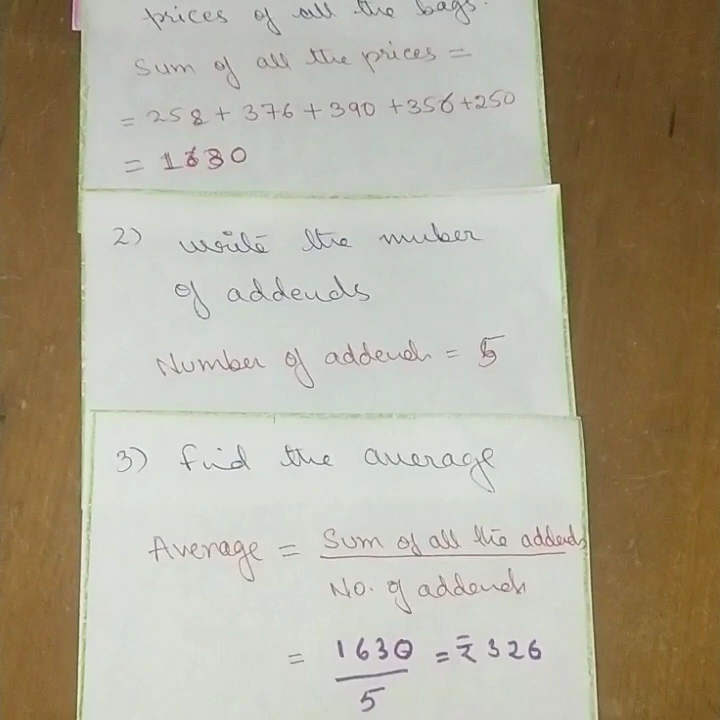 prices of all the bags.
Sum of all the prices =
= 258 + 376 + 390 + 356 + 250
= 1630
2) write the number
of addends
Number of addends = 5
3) find the average
Average = Sum of all the addends
No. of addends
= 1630 = ₹ 326
5